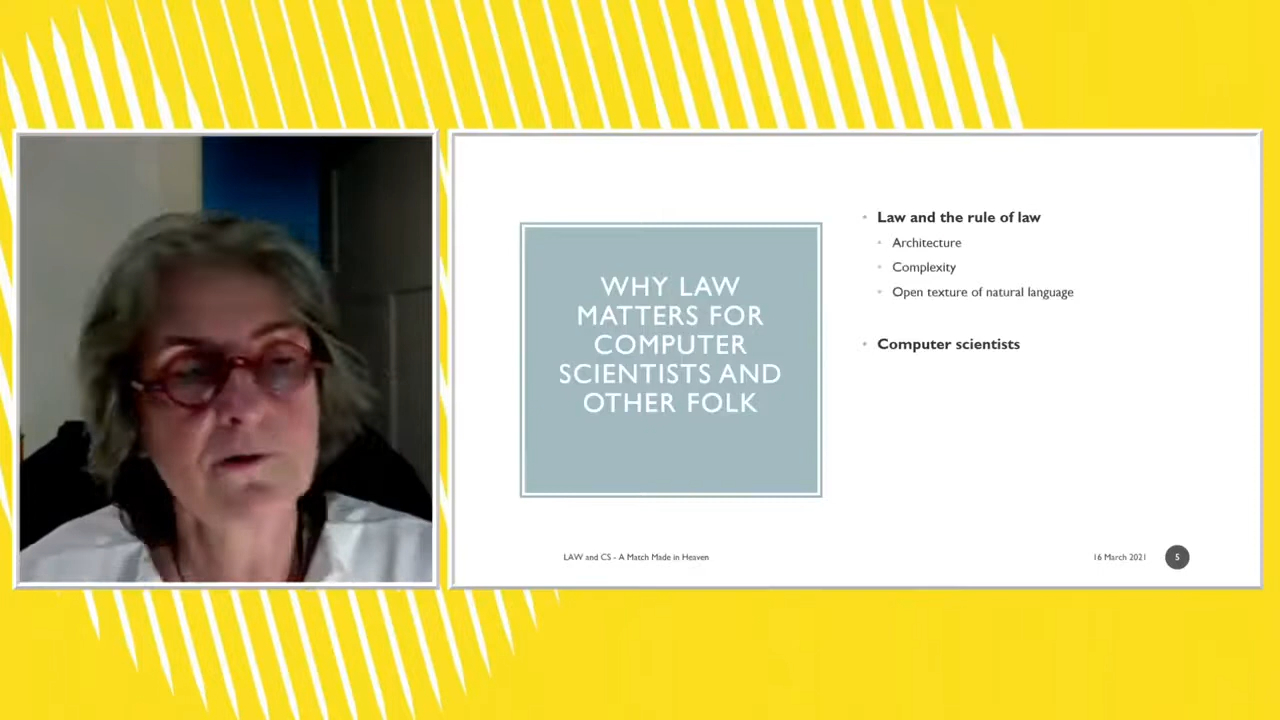 WHY LAW
MATTERS FOR
COMPUTER
SCIENTISTS AND
OTHER FOLK
Law and the rule of law
Architecture
Complexity
Open texture of natural language
Computer scientists
LAW and CS - A Match Made in Heaven
16 March 2021
5